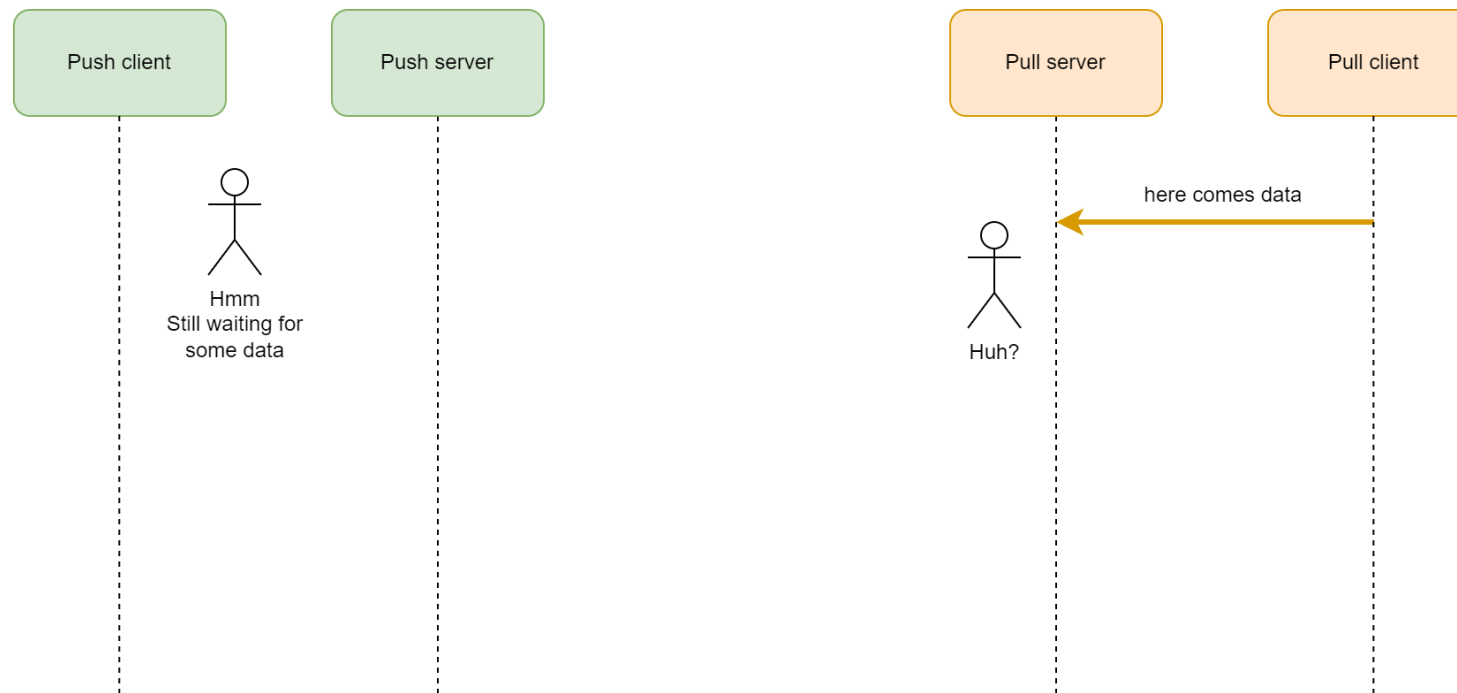 Push client
Push server
Pull server
Pull client
here comes data
Hmm
Still waiting for
some data
Huh?